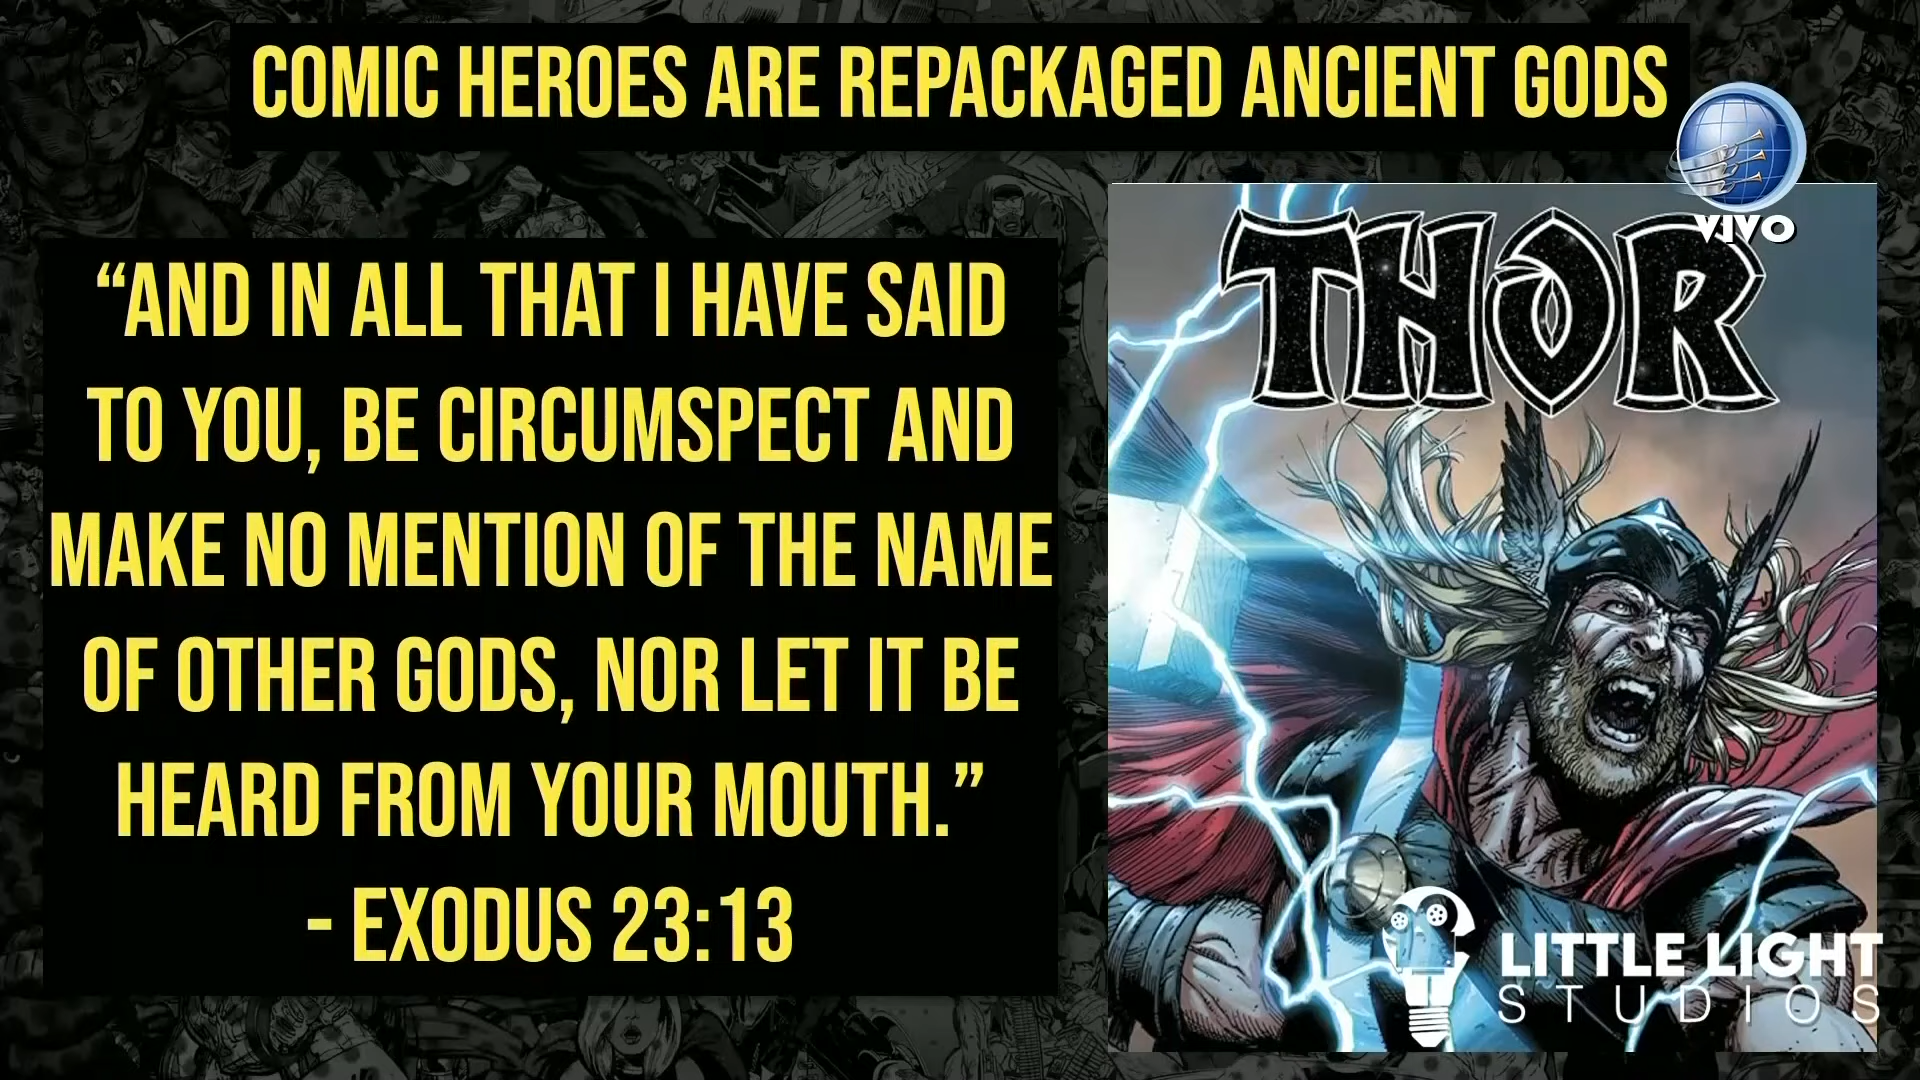 COMIC HEROES ARE REPACKAGED ANCIENT GODS
VIVO
THOR
“AND IN ALL THAT I HAVE SAID
TO YOU, BE CIRCUMSPECT AND
MAKE NO MENTION OF THE NAME
OF OTHER GODS, NOR LET IT BE
HEARD FROM YOUR MOUTH.”
- EXODUS 23:13
LITTLE LIGHT
STUDIOS